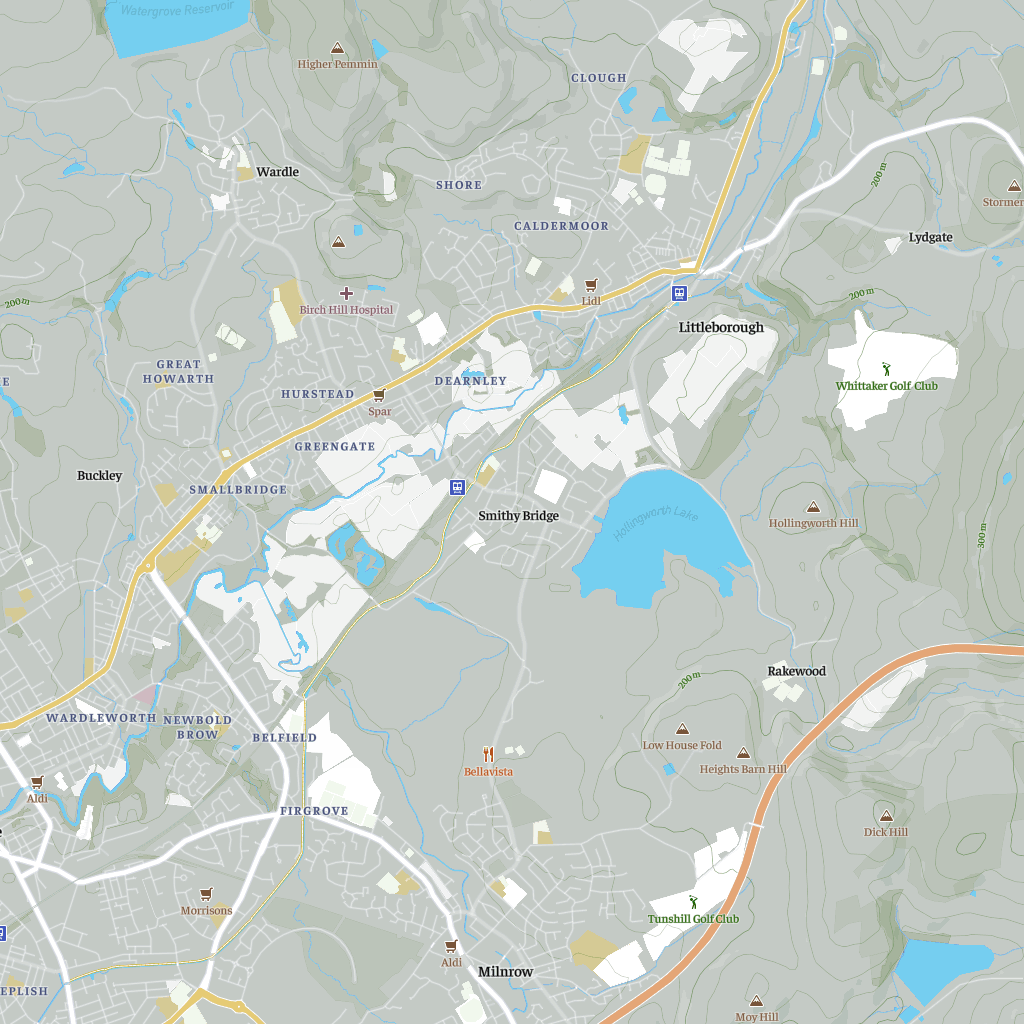 Watergrove Reservoir
Higher Pemmin
CLOUGH
Wardle
SHORE
200 m
Stormer
CALDERMOOR
Lydgate
200 m
200 m
Birch Hill Hospital
Lidl
Littleborough
GREAT
HOWARTH
DEARNLEY
Whittaker Golf Club
E
HURSTEAD
Spar
GREENGATE
Buckley
SMALLBRIDGE
Smithy Bridge
Hollingworth Lake
Hollingworth Hill
300 m
Rakewood
200 m
WARDLEWORTH
NEWBOLD
BROW
BELFIELD
Low House Fold
Heights Barn Hill
Bellavista
Aldi
FIRGROVE
e
Dick Hill
Morrisons
Tunshill Golf Club
Aldi
Milnrow
EPLISH
Moy Hill